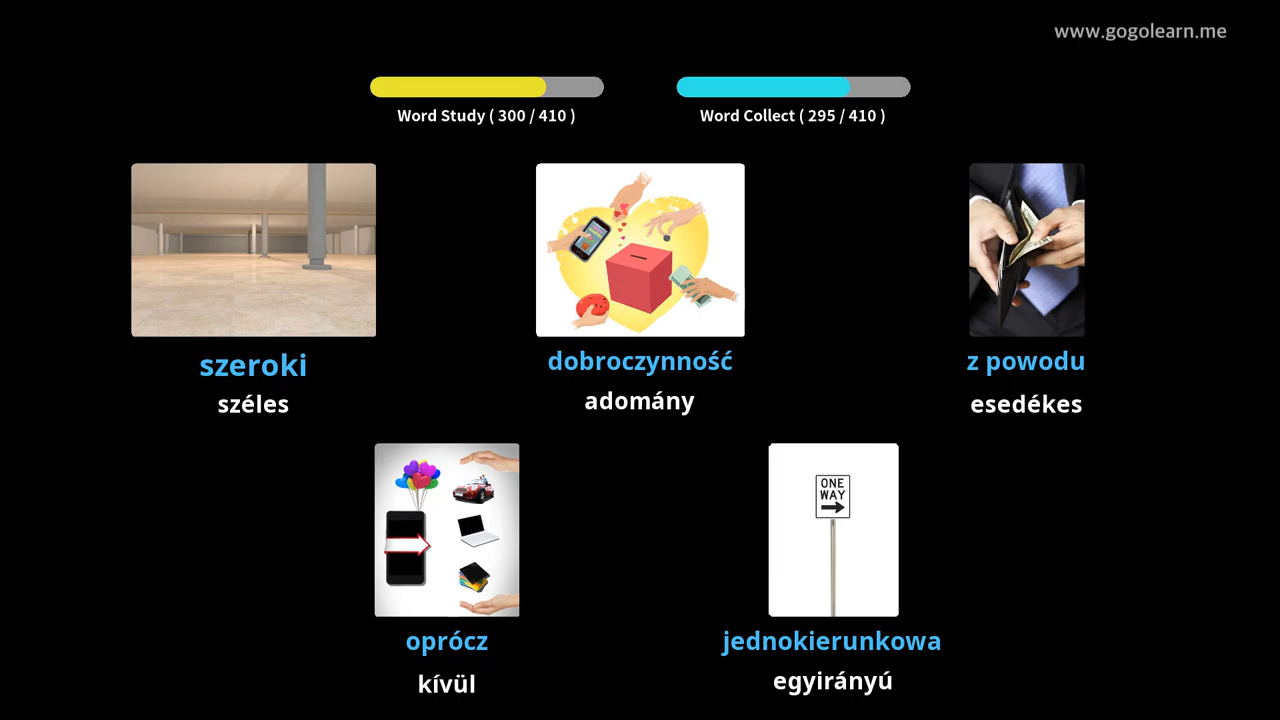 www.gogolearn.me
Word Study ( 300 / 410 )
Word Collect ( 295 / 410 )
szeroki
széles
dobroczynność
adomány
z powodu
esedékes
ONE
WAY
oprócz
kívül
jednokierunkowa
egyirányú